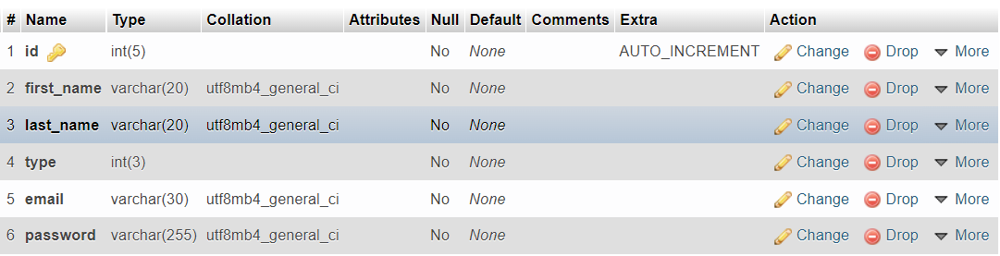 # Name Type Collation Attributes Null Default Comments Extra Action
1 id int(5) No None AUTO_INCREMENT Change Drop More
2 first_name varchar(20) utf8mb4_general_ci No None Change Drop More
3 last_name varchar(20) utf8mb4_general_ci No None Change Drop More
4 type int(3) No None Change Drop More
5 email varchar(30) utf8mb4_general_ci No None Change Drop More
6 password varchar(255) utf8mb4_general_ci No None Change Drop More